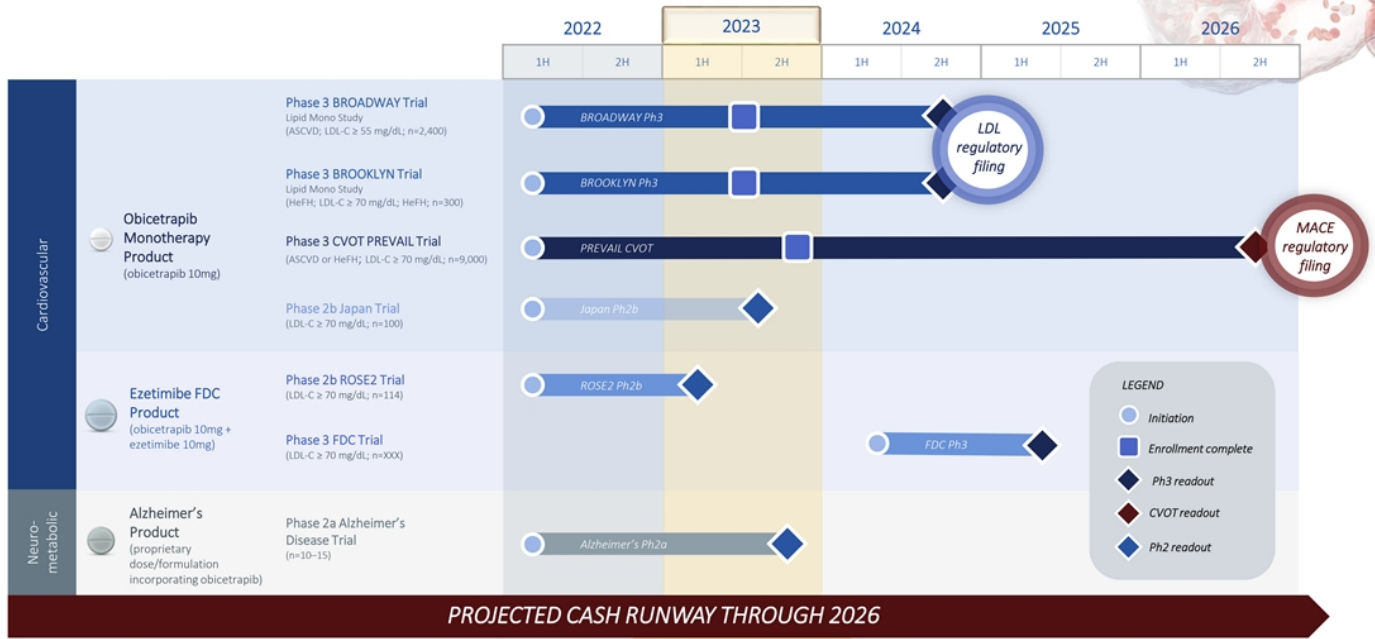 2022
2023
2024
2025
2026
1H
2H
1H
2H
1H
2H
1H
2H
1H
2H
Cardiovascular
Obicetrapib
Monotherapy
Product
(obicetrapib 10mg)
Phase 3 BROADWAY Trial
Lipid Mono Study
(ASCVD; LDL-C ≥ 55 mg/dL; n=2,400)
BROADWAY Ph3
LDL
regulatory
filing
Phase 3 BROOKLYN Trial
Lipid Mono Study
(HeFH; LDL-C ≥ 70 mg/dL; HeFH; n=300)
BROOKLYN Ph3
Phase 3 CVOT PREVAIL Trial
(ASCVD or HeFH; LDL-C ≥ 70 mg/dL; n=9,000)
PREVAIL CVOT
MACE
regulatory
filing
Phase 2b Japan Trial
(LDL-C ≥ 70 mg/dL; n=100)
Japan Ph2b
Ezetimibe FDC
Product
(obicetrapib 10mg +
ezetimibe 10mg)
Phase 2b ROSE2 Trial
(LDL-C ≥ 70 mg/dL; n=114)
ROSE2 Ph2b
Phase 3 FDC Trial
(LDL-C ≥ 70 mg/dL; n=XXX)
FDC Ph3
LEGEND
Initiation
Enrollment complete
Ph3 readout
CVOT readout
Ph2 readout
Neuro-
metabolic
Alzheimer's
Product
(proprietary
dose/formulation
incorporating obicetrapib)
Phase 2a Alzheimer's
Disease Trial
(n=10–15)
Alzheimer's Ph2a
PROJECTED CASH RUNWAY THROUGH 2026